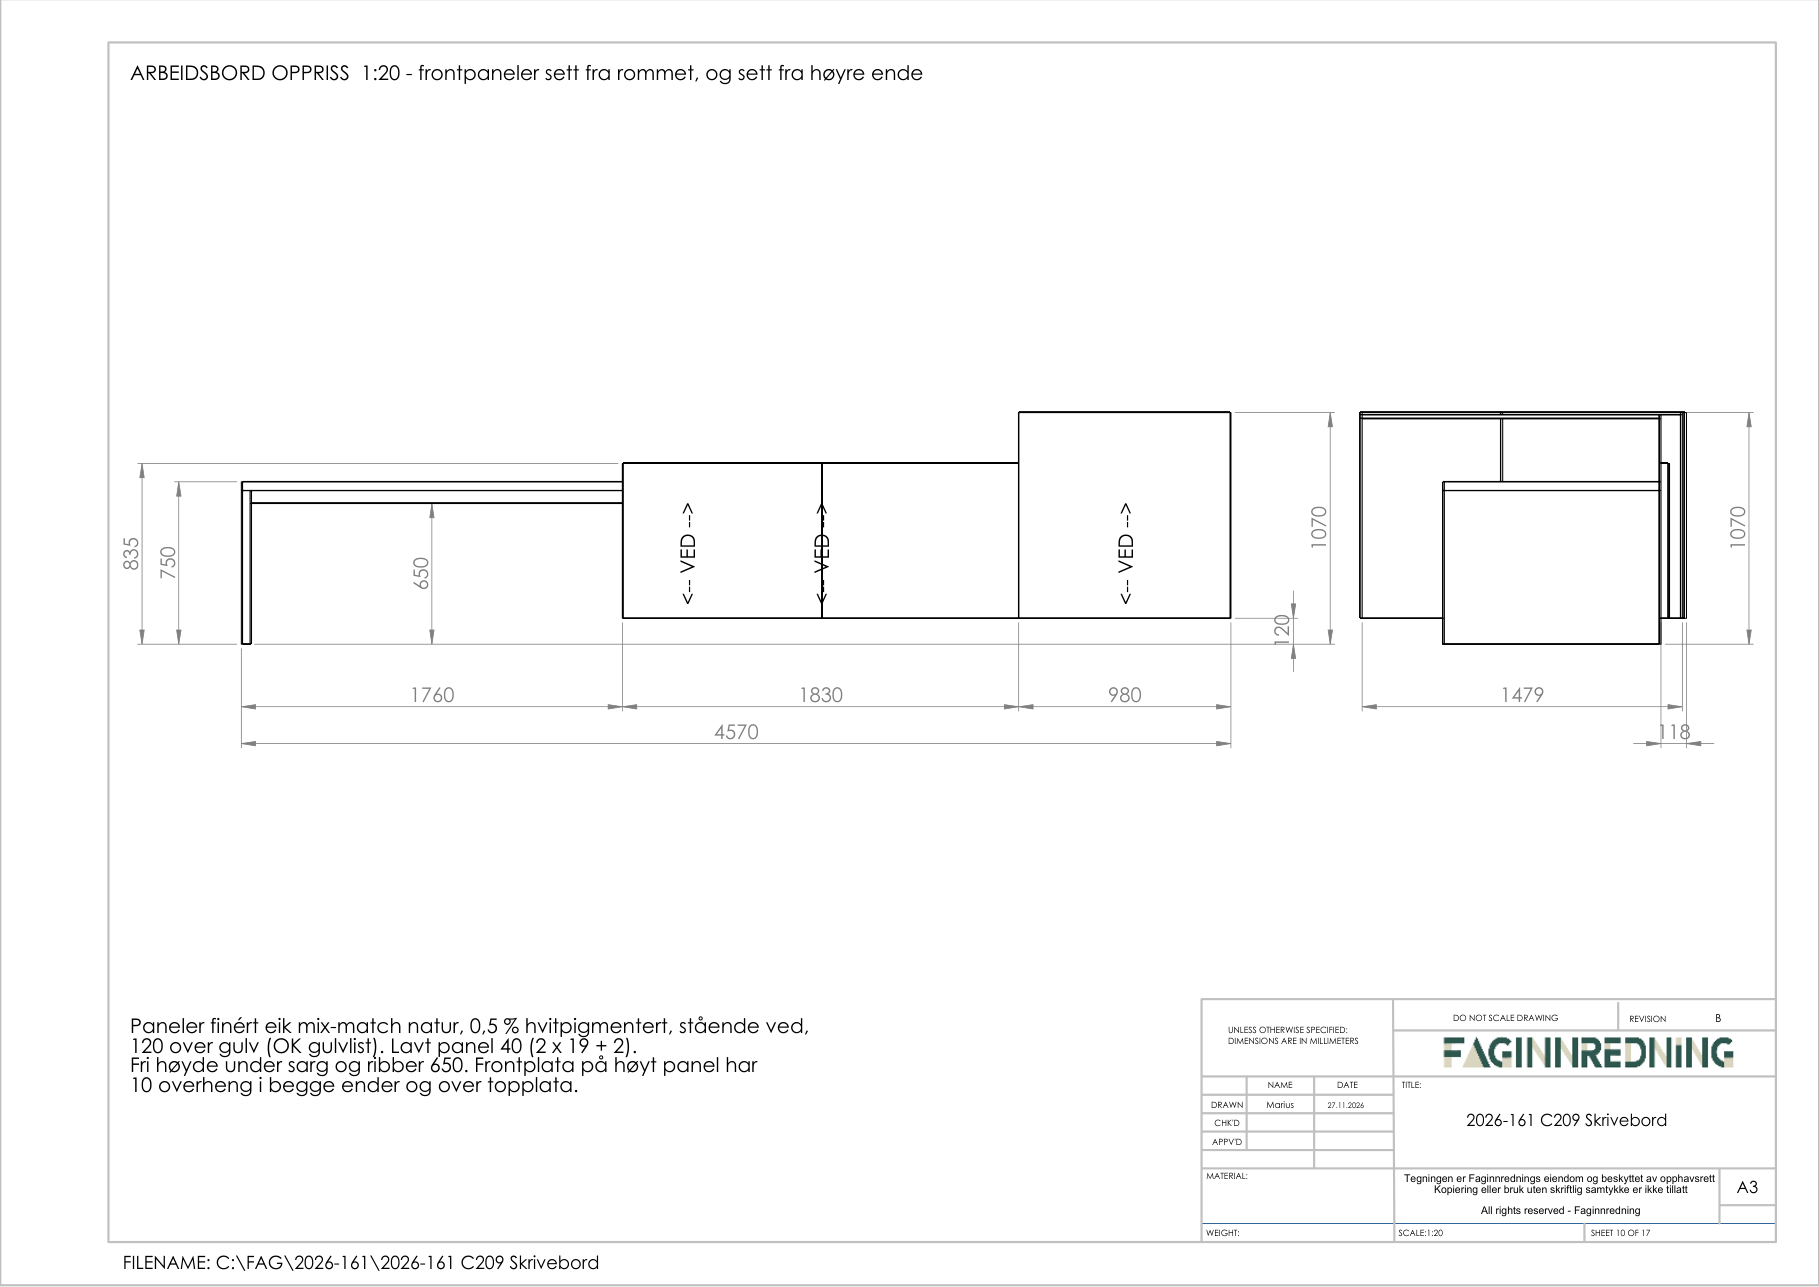 ARBEIDSBORD OPPRISS 1:20 - frontpaneler sett fra rommet, og sett fra høyre ende
835
750
650
<-- VED -->
<-- VED -->
<-- VED -->
1070
120
1070
1760
1830
980
1479
4570
118
Paneler finért eik mix-match natur, 0,5 % hvitpigmentert, stående ved,
120 over gulv (OK gulvlist). Lavt panel 40 (2 x 19 + 2).
Fri høyde under sarg og ribber 650. Frontplata på høyt panel har
10 overheng i begge ender og over topplata.
UNLESS OTHERWISE SPECIFIED:
DIMENSIONS ARE IN MILLIMETERS
DO NOT SCALE DRAWING
REVISION B
FAGINNREDNING
NAME DATE
DRAWN Marius 27.11.2026
CHK'D
APPV'D
TITLE:
2026-161 C209 Skrivebord
MATERIAL:
Tegningen er Faginnrednings eiendom og beskyttet av opphavsrett
Kopiering eller bruk uten skriftlig samtykke er ikke tillatt
All rights reserved - Faginnredning
A3
WEIGHT:
SCALE:1:20
SHEET 10 OF 17
FILENAME: C:\FAG\2026-161\2026-161 C209 Skrivebord